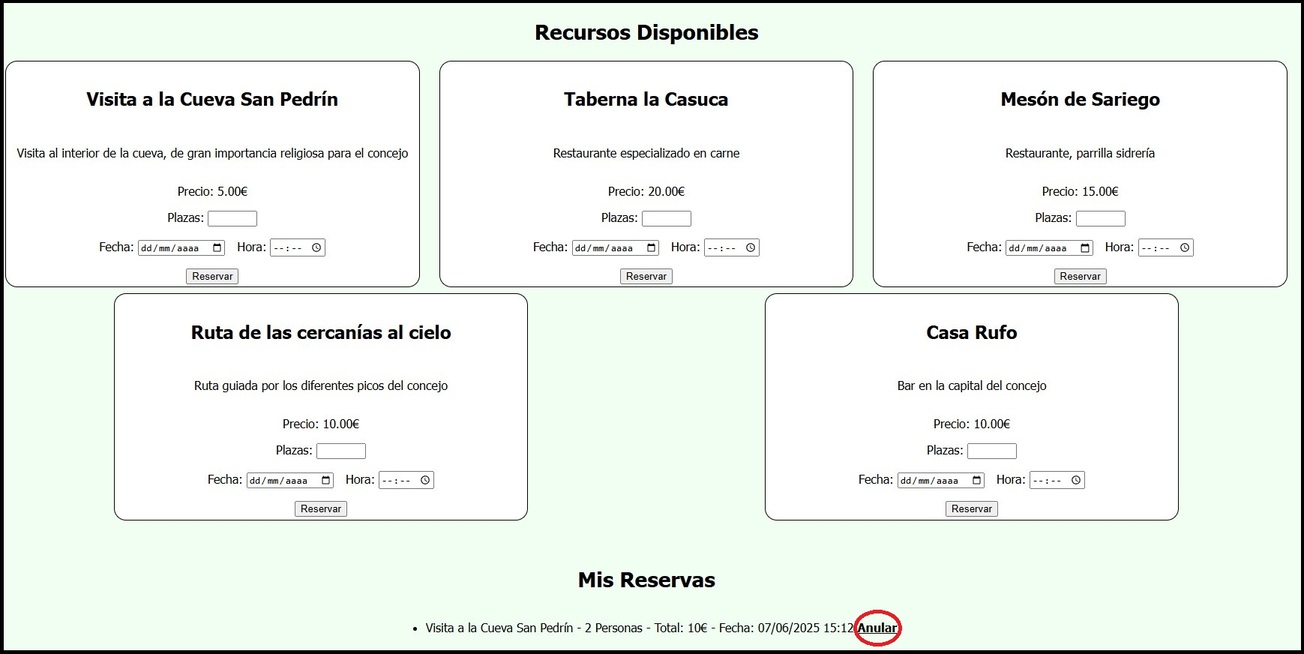 Recursos Disponibles
Visita a la Cueva San Pedrín
Visita al interior de la cueva, de gran importancia religiosa para el concejo
Precio: 5.00€
Plazas:
Fecha: dd/mm/aaaa Hora: --:--
Reservar
Taberna la Casuca
Restaurante especializado en carne
Precio: 20.00€
Plazas:
Fecha: dd/mm/aaaa Hora: --:--
Reservar
Mesón de Sariego
Restaurante, parrilla sidrería
Precio: 15.00€
Plazas:
Fecha: dd/mm/aaaa Hora: --:--
Reservar
Ruta de las cercanías al cielo
Ruta guiada por los diferentes picos del concejo
Precio: 10.00€
Plazas:
Fecha: dd/mm/aaaa Hora: --:--
Reservar
Casa Rufo
Bar en la capital del concejo
Precio: 10.00€
Plazas:
Fecha: dd/mm/aaaa Hora: --:--
Reservar
Mis Reservas
• Visita a la Cueva San Pedrín - 2 Personas - Total: 10€ - Fecha: 07/06/2025 15:12 Anular